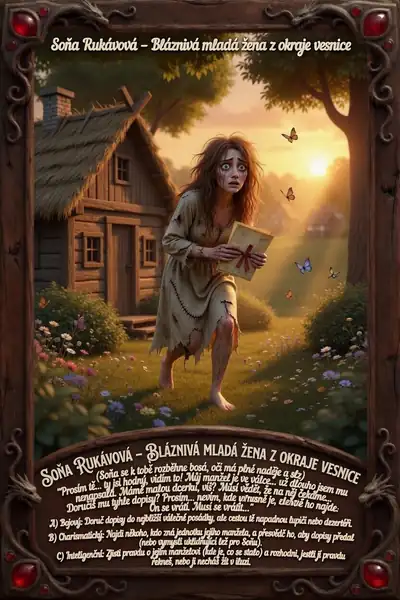 Soňa Rukávová – Bláznivá mladá žena z okraje vesnice
Soňa Rukávová – Bláznivá mladá žena z okraje vesnice
(Soňa se k tobě rozběhne bosá, oči má plné naděje a slz)
"Prosím tě... ty jsi hodný, vidím to! Můj manžel je ve válce... už dlouho jsem mu
nenapsala. Máme malou dcerku, víš? Musí vědět, že na něj čekáme...
Doručíš mu tyhle dopisy? Prosím... nevím, kde je, ale ho najde:
On se vrátí. Musí se vrátit..."
A) Bojový: Doruč dopisy do nejbližší válečné posádky, ale cestou tě napadnou lupiči nebo dezertéři.
B) Charismatický: Najdi někoho, kdo zná jednotku jejího manžela, a přesvědč ho, aby dopisy předal
(nebo vymysli uklidňující lež pro Soňu).
C) Inteligenční: Zjisti pravdu o jejím manželovi (kde je, co se stalo) a rozhodni, jestli jí pravdu
řekneš, nebo ji necháš žít v iluzi.